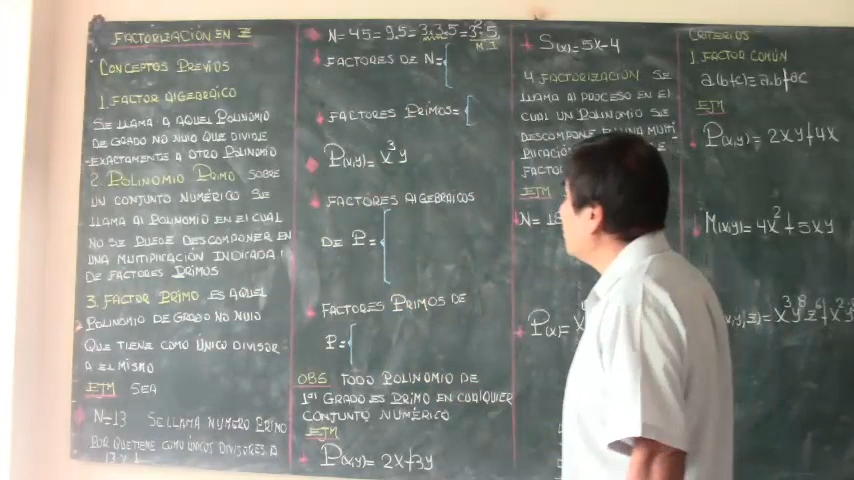 FACTORIZACIÓN EN Z
CONCEPTOS PREVIOS
1. FACTOR AlGEBRAICO
SE LLAMA A AQUEL POLINOMIO
DE GRADO NO NUlO QUE DIVIDE
EXACTAMENTE A OTRO POLINOMIO
2. POLINOMIO PRIMO SOBRE
UN CONJUNTO NUMÉRICO SE
LLAMA Al POLINOMIO EN El CUAL
NO SE PUEDE DESCOMPONER EN
UNA MULTIPLICACIÓN INDICADA
DE FACTORES PRIMOS
3. FACTOR PRIMO ES AQUEL
POLINOMIO DE GRADO NO NUlO
QUE TIENE COMO ÚNICO DIVISOR
A EL MISMO
EJM SEA
N=13 SE LLAMA NUMERO PRIMO
POR QUE TIENE COMO ÚNICOS DIVISORES A
13 Y 1
N=45=9.5=3.3.5=3².5
M.I
FACTORES DE N={
FACTORES PRIMOS={
P(x,y)=x³y
FACTORES AlGEBRAICOS
DE P={
FACTORES PRIMOS DE
P={
OBS TODO POLINOMIO DE
1er GRADO ES PRIMO EN CUAlQUIER
CONJUNTO NUMÉRICO
EJM
P(x,y)=2x+3y
S(x)=5x-4
4. FACTORIZACIÓN SE
LLAMA Al PROCESO EN El
CUAL UN POLINOMIO SE
DESCOMPONE EN UNA MULTI
PLICACIÓN
FACTO
EJM
N=18
P(x)=x
CRITERIOS
1. FACTOR COMÚN
a(b+c)=a.b+ac
EJM
P(x,y)=2xy+4x
M(x,y)=4x²+5xy
(x,y,z)=x³y⁸z⁶+x²y